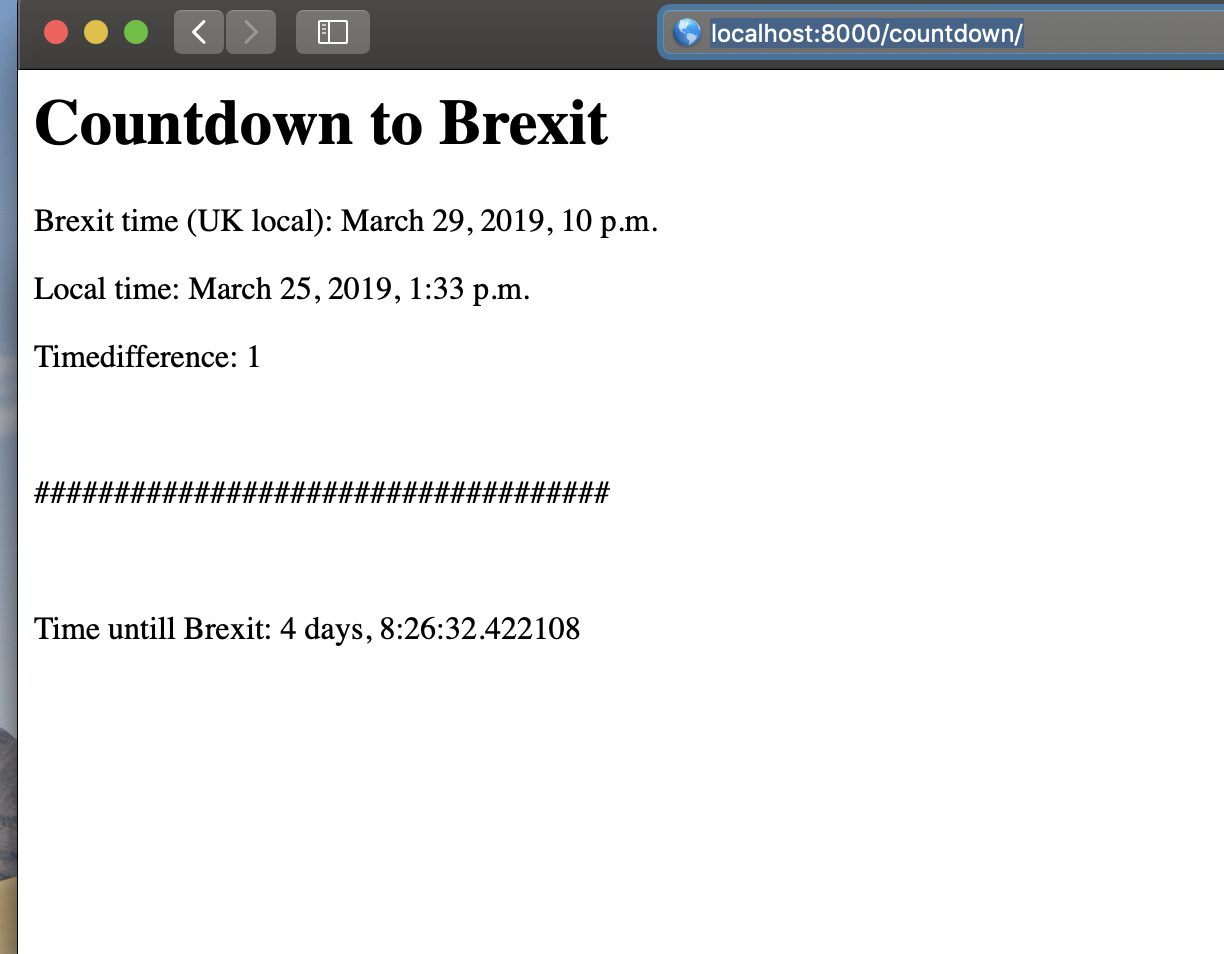 localhost:8000/countdown/
Countdown to Brexit
Brexit time (UK local): March 29, 2019, 10 p.m.
Local time: March 25, 2019, 1:33 p.m.
Timedifference: 1
####################################
Time untill Brexit: 4 days, 8:26:32.422108